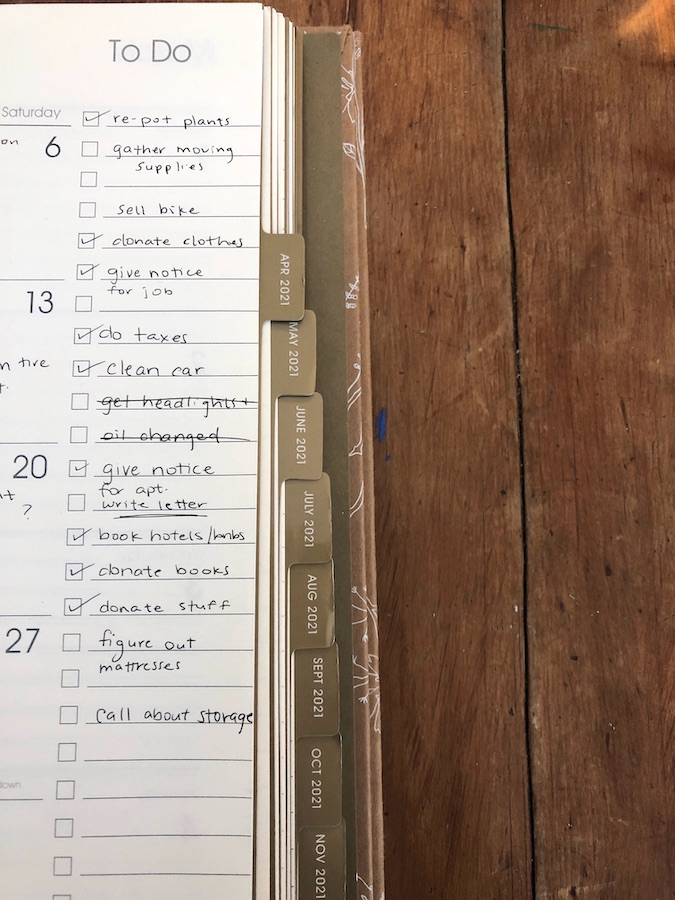 To Do
Saturday
on
6
re-pot plants
gather moving
supplies
sell bike
donate clothes
give notice
for job
13
do taxes
n tire
clean car
get headlights +
oil changed
20
give notice
for apt.
?
write letter
book hotels/bnbs
donate books
donate stuff
27
figure out
mattresses
call about storage
down
APR 2021
MAY 2021
JUNE 2021
JULY 2021
AUG 2021
SEPT 2021
OCT 2021
NOV 2021